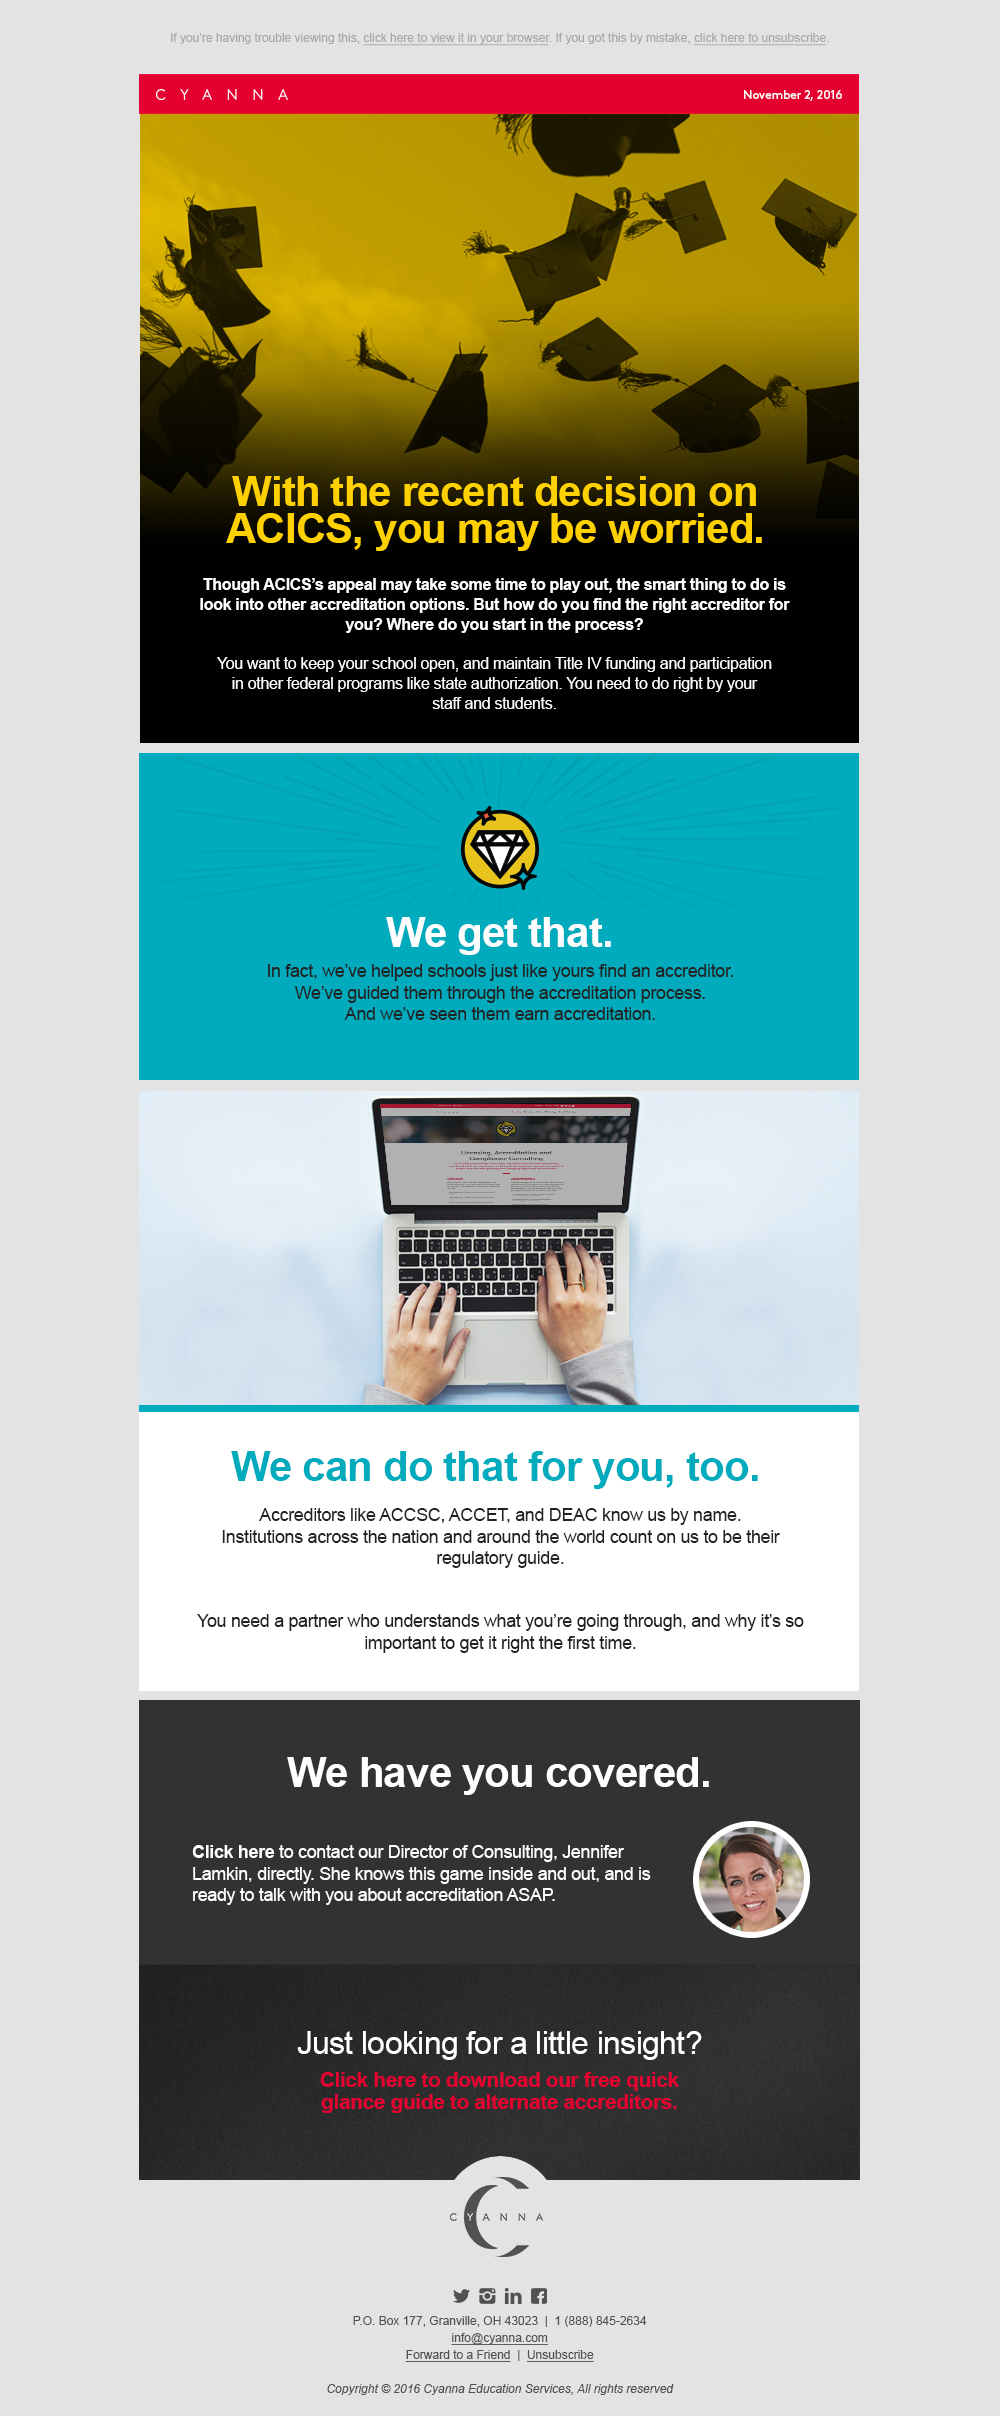 If you’re having trouble viewing this, click here to view it in your browser. If you got this by mistake, click here to unsubscribe.
CYANNA
November 2, 2016
With the recent decision on
ACICS, you may be worried.
Though ACICS’s appeal may take some time to play out, the smart thing to do is
look into other accreditation options. But how do you find the right accreditor for
you? Where do you start in the process?
You want to keep your school open, and maintain Title IV funding and participation
in other federal programs like state authorization. You need to do right by your
staff and students.
We get that.
In fact, we’ve helped schools just like yours find an accreditor.
We’ve guided them through the accreditation process.
And we’ve seen them earn accreditation.
Licensing, Accreditation and
Compliance Consulting
We can do that for you, too.
Accreditors like ACCSC, ACCET, and DEAC know us by name.
Institutions across the nation and around the world count on us to be their
regulatory guide.
You need a partner who understands what you’re going through, and why it’s so
important to get it right the first time.
We have you covered.
Click here to contact our Director of Consulting, Jennifer
Lamkin, directly. She knows this game inside and out, and is
ready to talk with you about accreditation ASAP.
Just looking for a little insight?
Click here to download our free quick
glance guide to alternate accreditors.
CYANNA
P.O. Box 177, Granville, OH 43023 | 1 (888) 845-2634
info@cyanna.com
Forward to a Friend | Unsubscribe
Copyright © 2016 Cyanna Education Services, All rights reserved